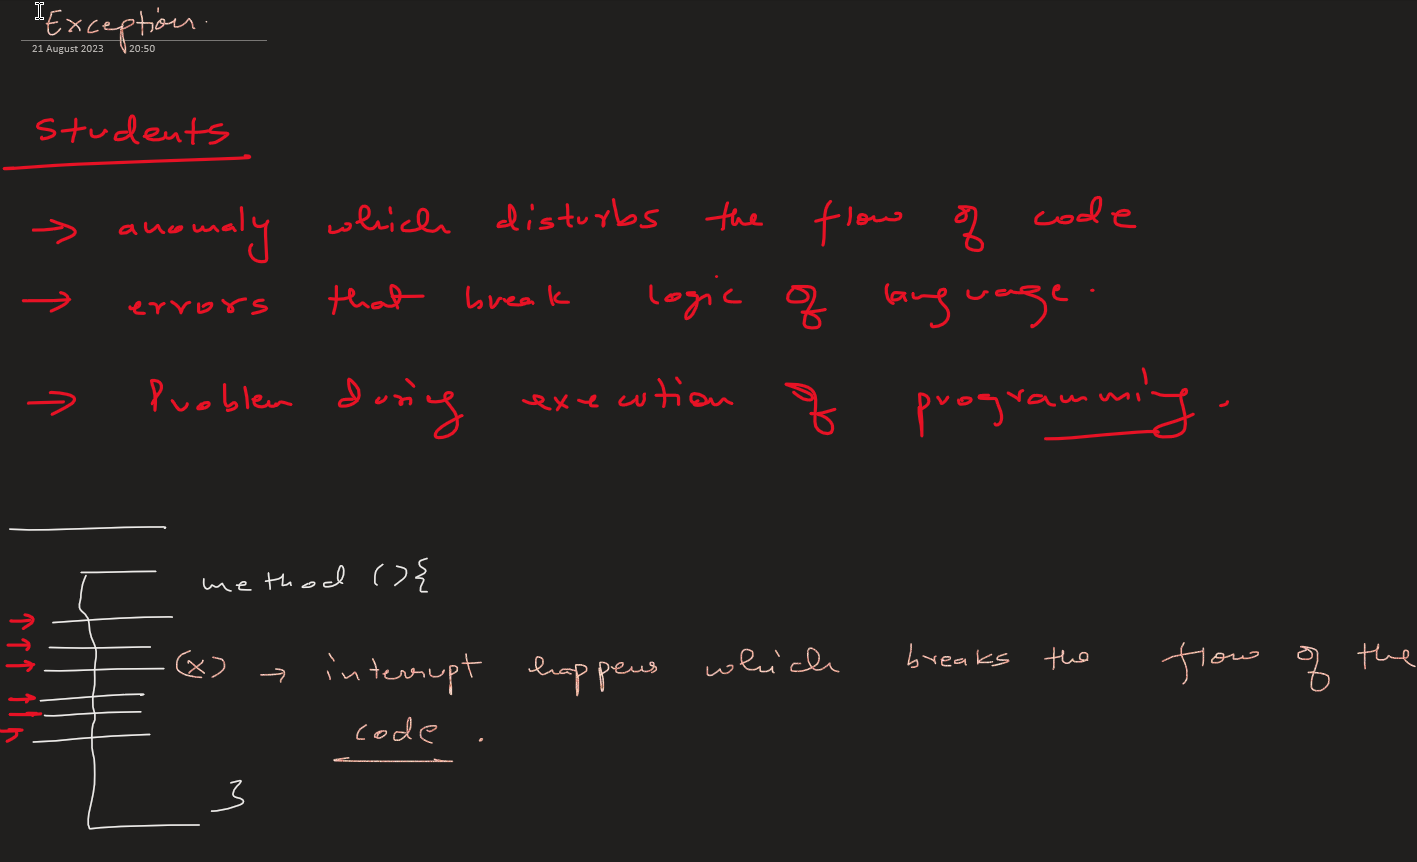 Exception.
21 August 2023 20:50
Students
→ anomaly which disturbs the flow of code
→ errors that break logic of language.
→ Problem during execution of programming.
method () {
(x) → interrupt happens which breaks the flow of the
code .
}